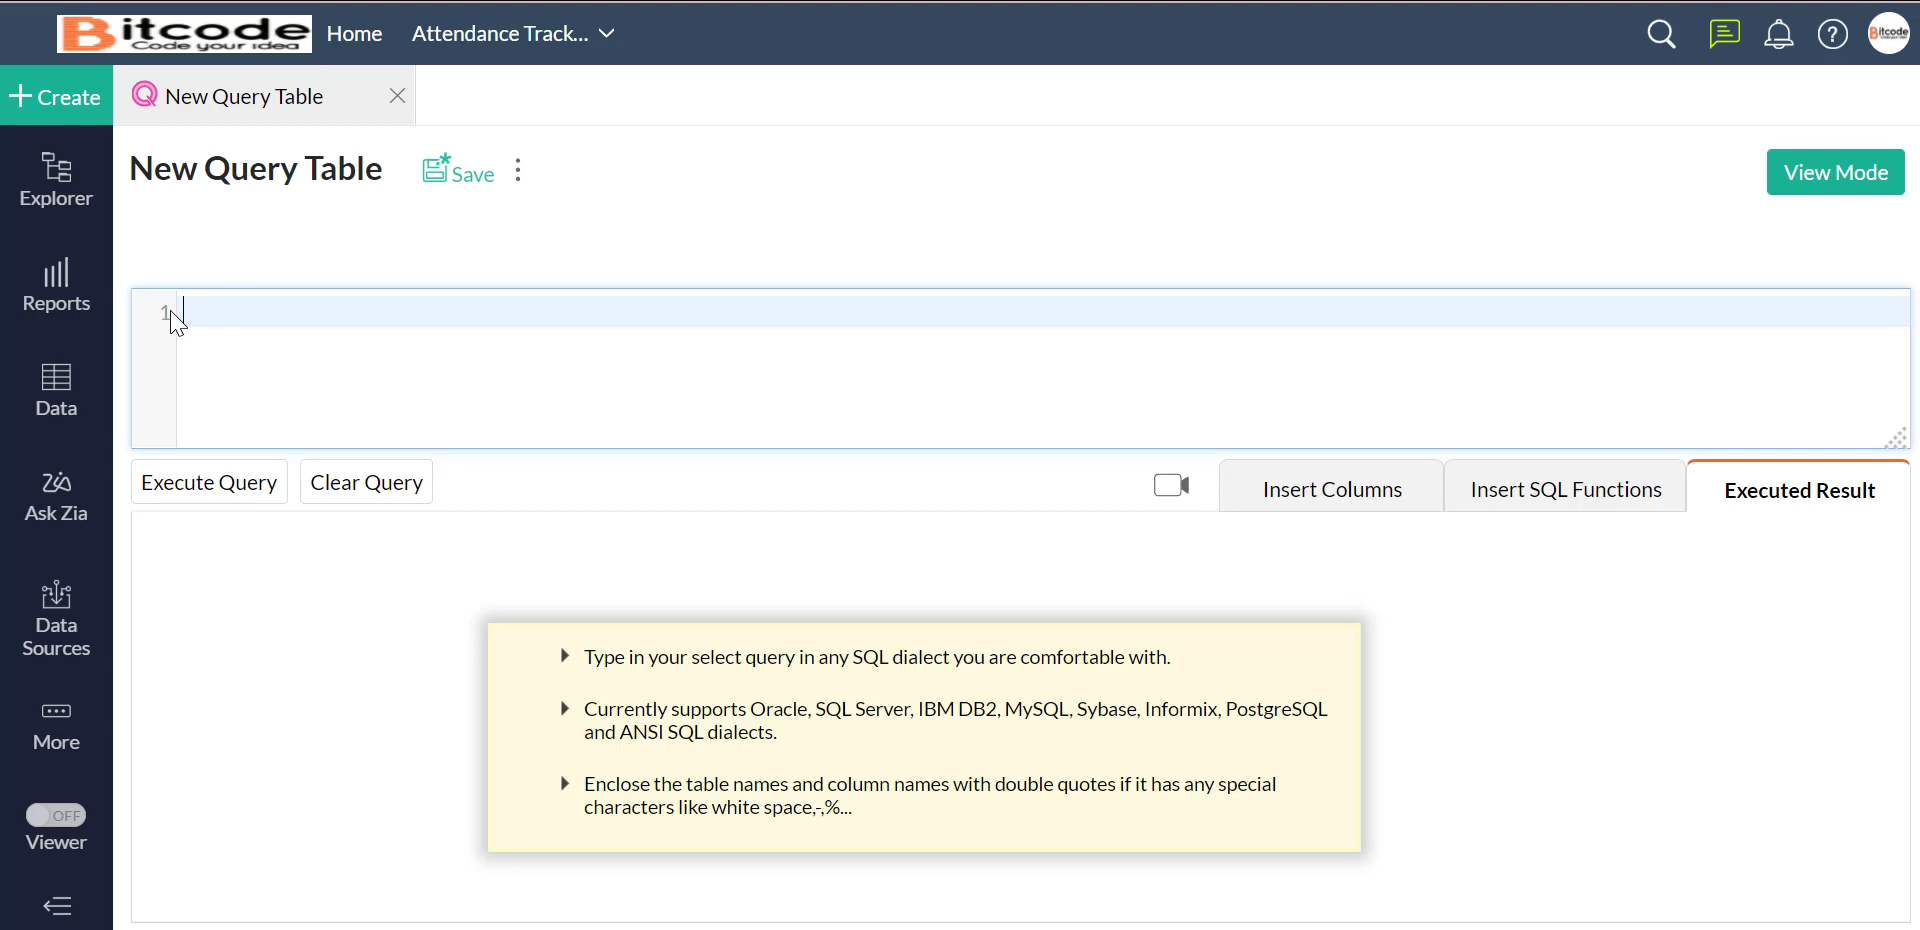 Bitcode
Code your idea
Home
Attendance Track...
Bitcode
Create
New Query Table
New Query Table
Save
View Mode
Explorer
Reports
Data
Ask Zia
Data
Sources
More
OFF
Viewer
1
Execute Query
Clear Query
Insert Columns
Insert SQL Functions
Executed Result
Type in your select query in any SQL dialect you are comfortable with.
Currently supports Oracle, SQL Server, IBM DB2, MySQL, Sybase, Informix, PostgreSQL
and ANSI SQL dialects.
Enclose the table names and column names with double quotes if it has any special
characters like white space,-,%...